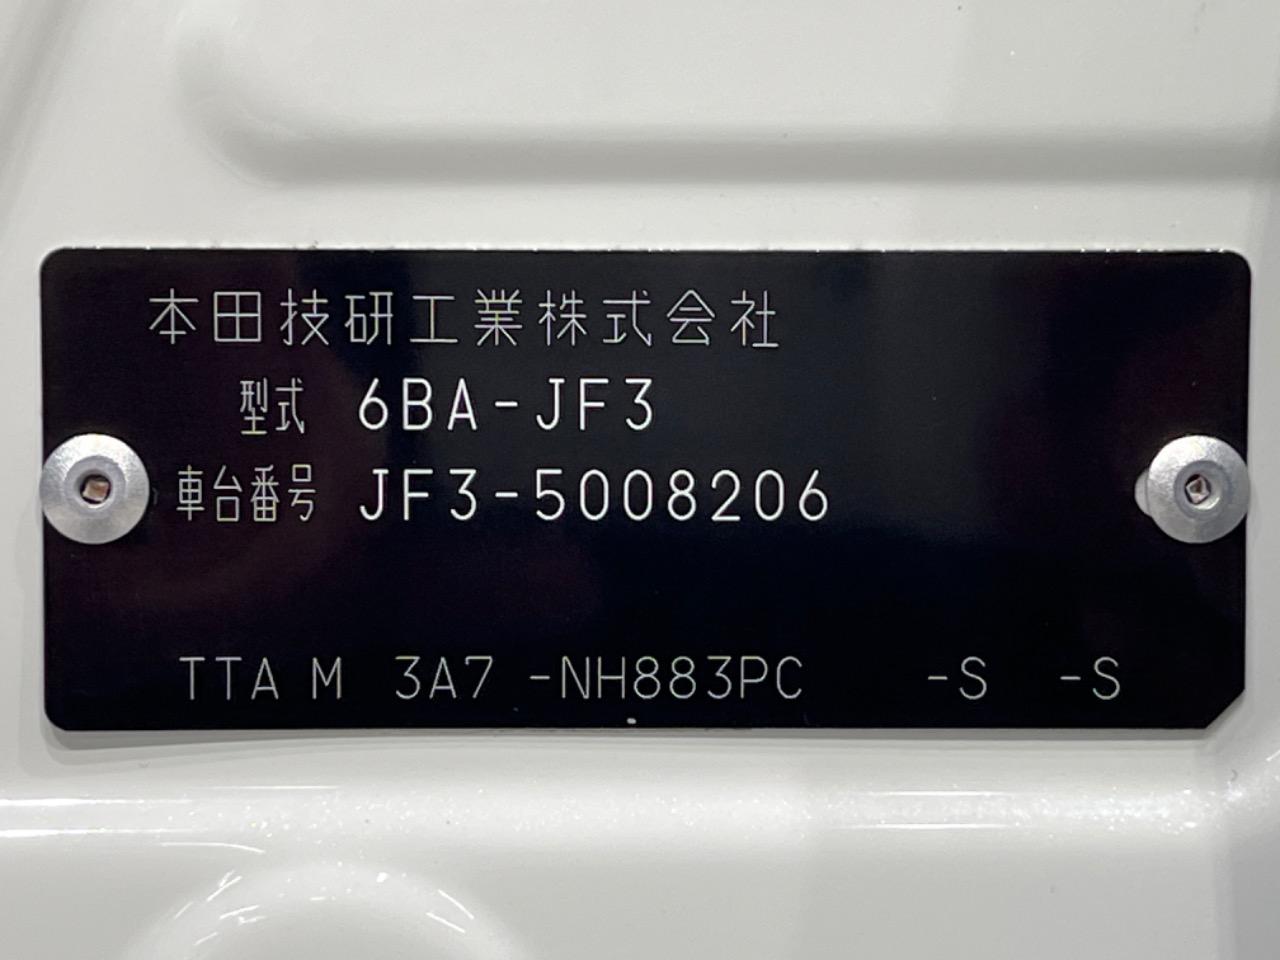 本田技研工業株式会社
型式 6BA-JF3
車台番号 JF3-5008206
TTA M 3A7 -NH883PC -S -S